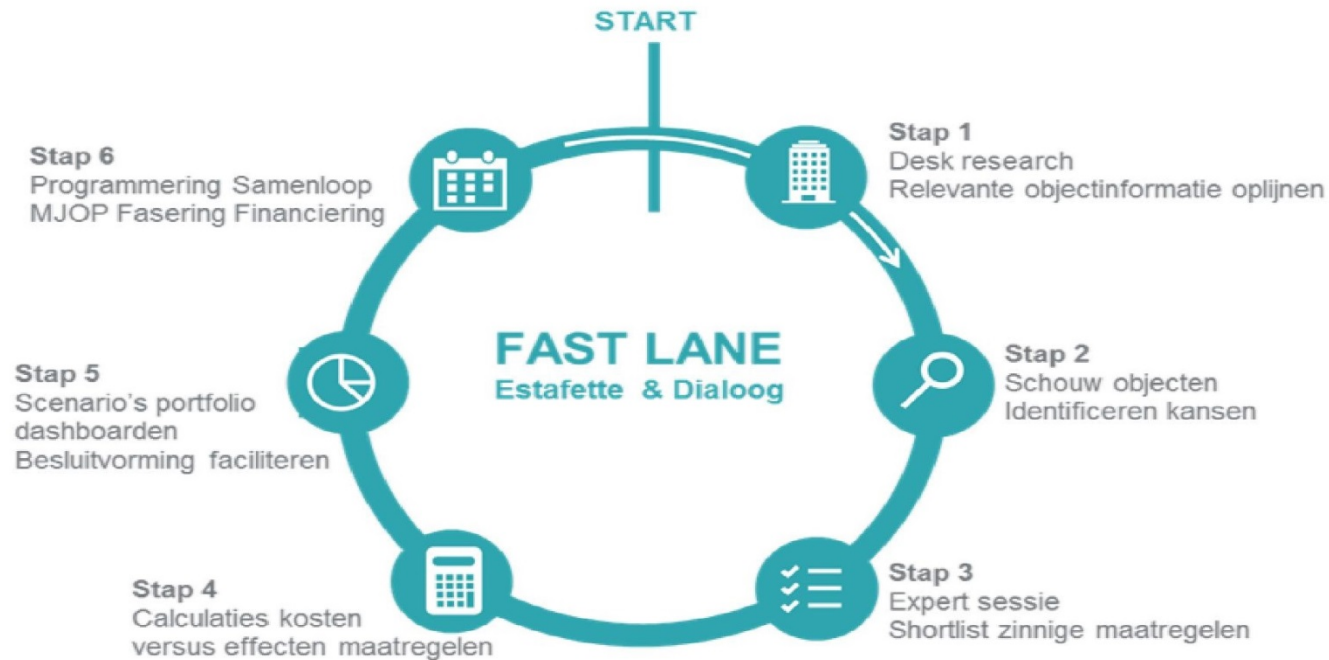 START
Stap 1
Desk research
Relevante objectinformatie oplijnen
Stap 2
Schouw objecten
Identificeren kansen
Stap 3
Expert sessie
Shortlist zinnige maatregelen
Stap 4
Calculaties kosten
versus effecten maatregelen
Stap 5
Scenario's portfolio
dashboarden
Besluitvorming faciliteren
Stap 6
Programmering Samenloop
MJOP Fasering Financiering
FAST LANE
Estafette & Dialoog